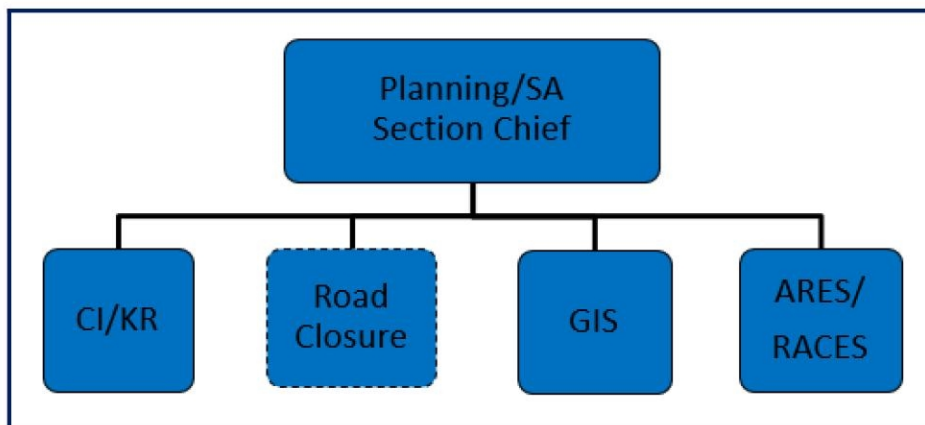 Planning/SA
Section Chief
CI/KR
Road
Closure
GIS
ARES/
RACES